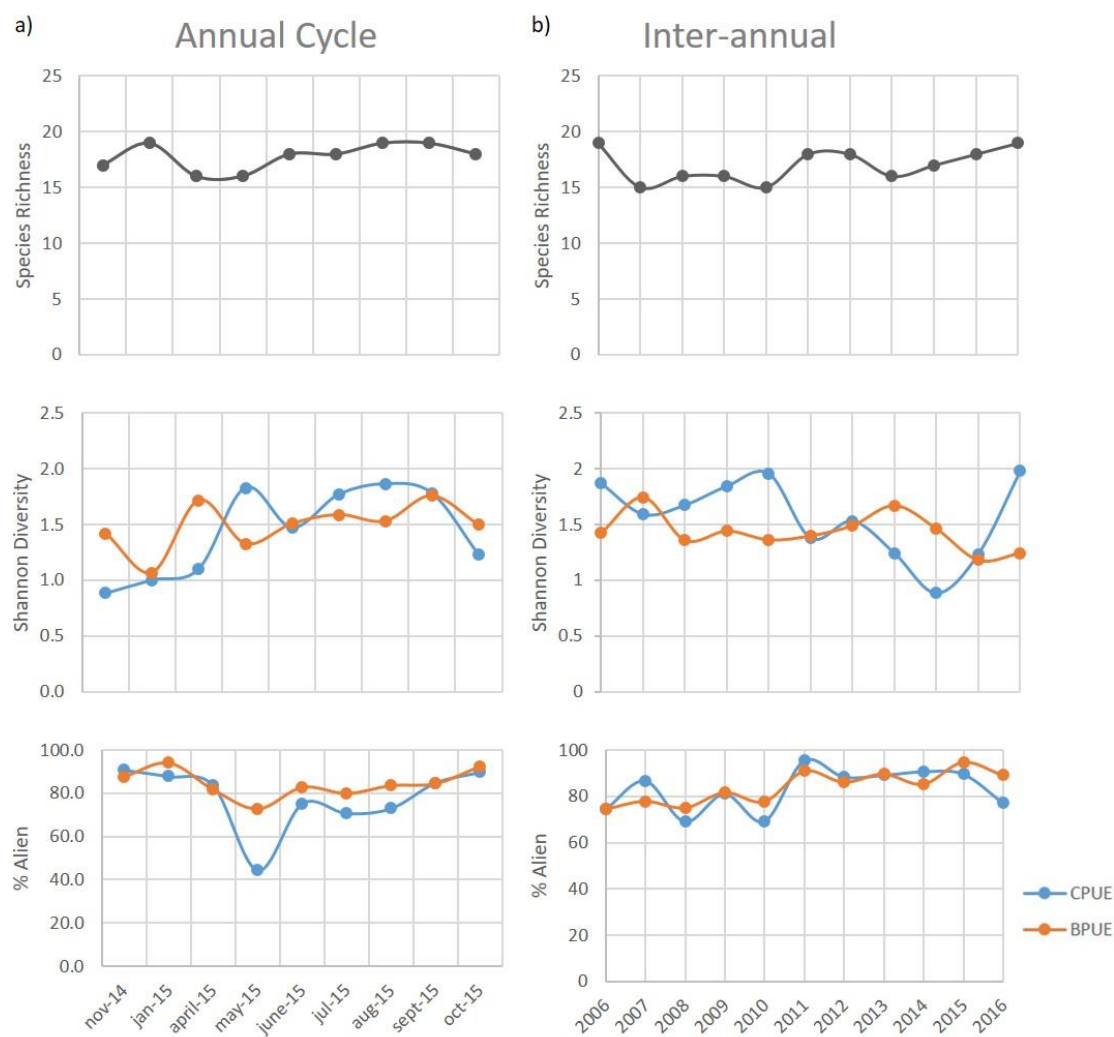 a)
Annual Cycle
b)
Inter-annual
25
20
15
10
5
0
Species Richness
25
20
15
10
5
0
Species Richness
2.5
2.0
1.5
1.0
0.5
0.0
Shannon Diversity
2.5
2
1.5
1
0.5
0
Shannon Diversity
100.0
80.0
60.0
40.0
20.0
0.0
% Alien
nov-14
jan-15
april-15
may-15
june-15
jul-15
aug-15
sept-15
oct-15
100
80
60
40
20
0
% Alien
2006
2007
2008
2009
2010
2011
2012
2013
2014
2015
2016
CPUE
BPUE